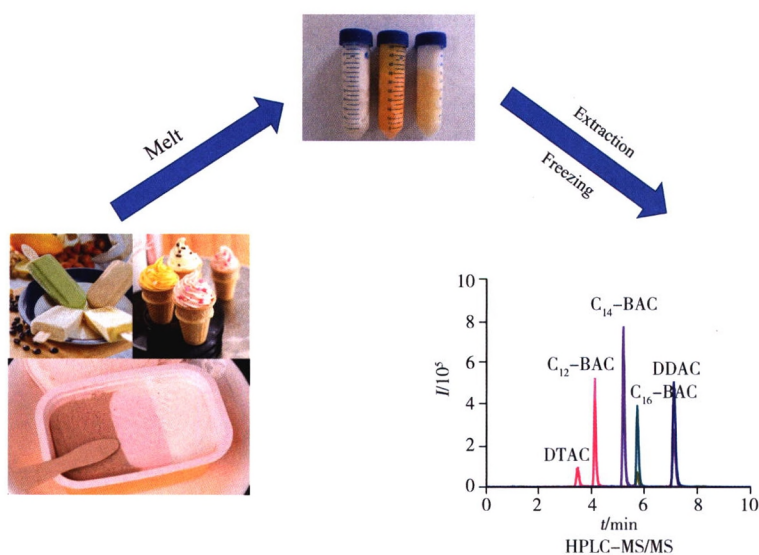 Melt
Extraction
Freezing
10
8
6
4
2
0
I/10⁵
C₁₄–BAC
C₁₂–BAC
DDAC
C₁₆–BAC
DTAC
0 2 4 6 8 10
t/min
HPLC–MS/MS